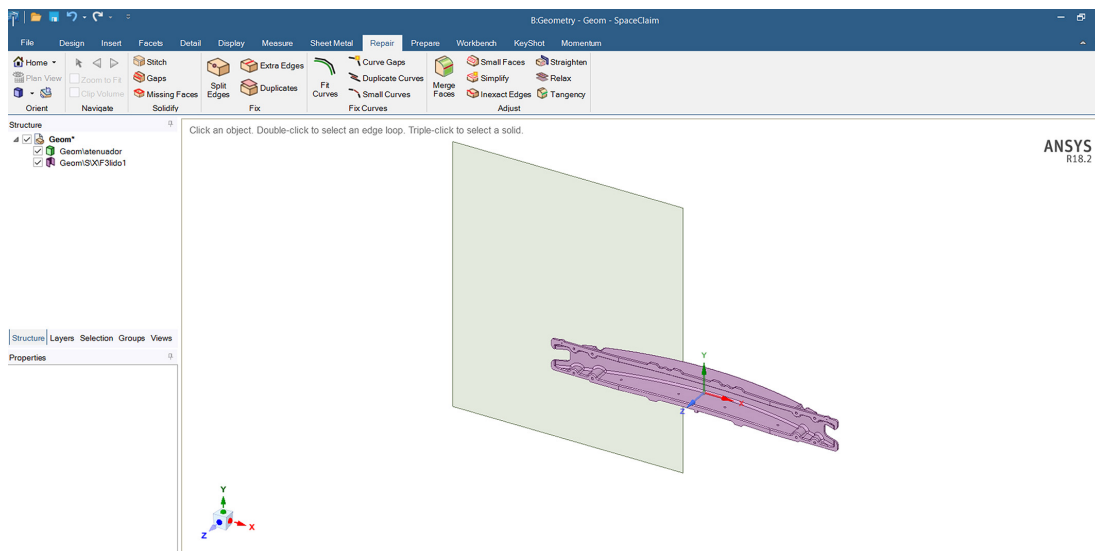 B:Geometry - Geom - SpaceClaim
File Design Insert Facets Detail Display Measure Sheet Metal Repair Prepare Workbench KeyShot Momentum
Home Stitch Extra Edges Curve Gaps Small Faces Straighten
Plan View Zoom to Fit Gaps Split Edges Duplicates Fit Curves Duplicate Curves Merge Faces Simplify Relax
Clip Volume Missing Faces Small Curves Inexact Edges Tangency
Orient Navigate Solidify Fix Fix Curves Adjust
Structure
Click an object. Double-click to select an edge loop. Triple-click to select a solid.
Geom*
Geom\atenuador
Geom\S\X\F3lido1
ANSYS
R18.2
Structure Layers Selection Groups Views
Properties
Y
X
Z
Y
X
Z